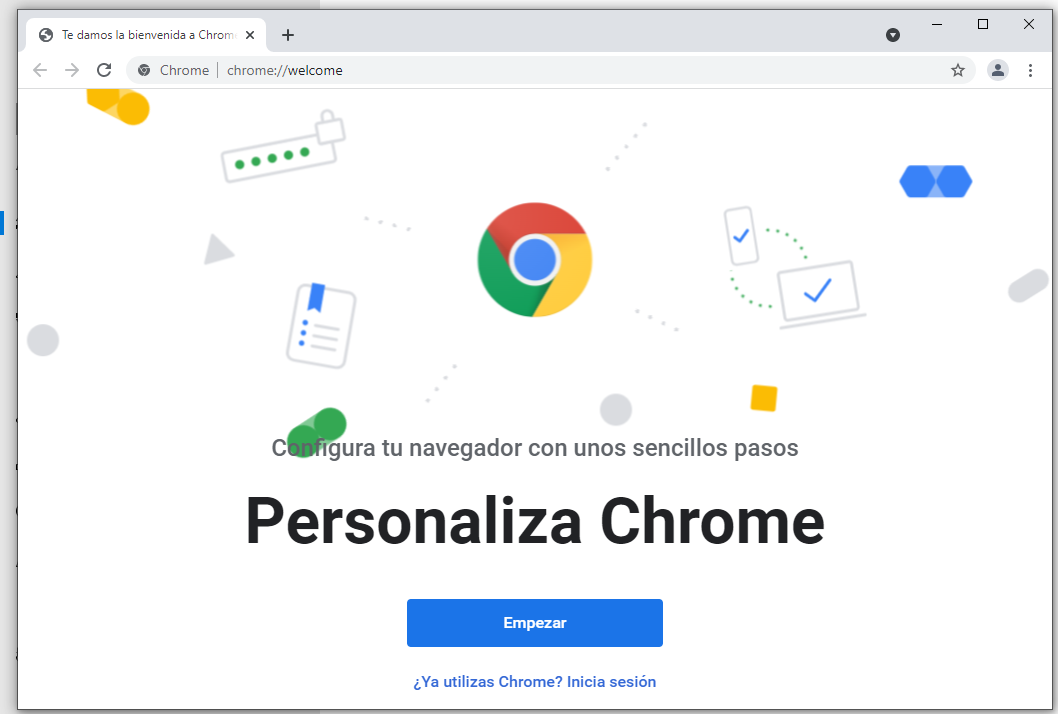 Te damos la bienvenida a Chrom
Chrome | chrome://welcome
Configura tu navegador con unos sencillos pasos
Personaliza Chrome
Empezar
¿Ya utilizas Chrome? Inicia sesión